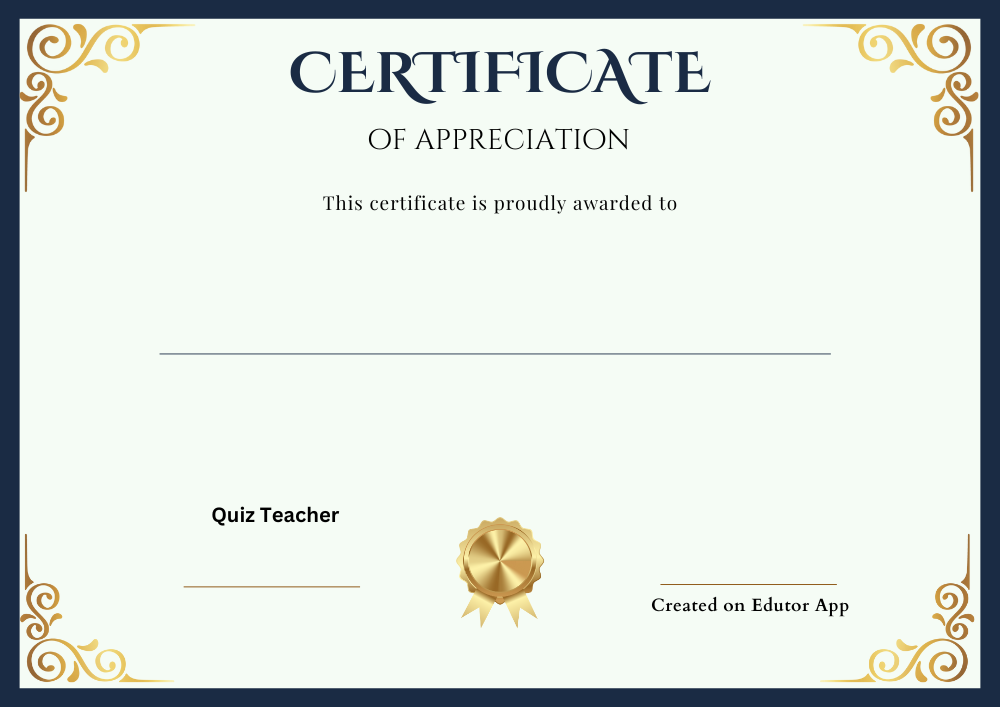 CERTIFICATE
OF APPRECIATION
This certificate is proudly awarded to
Quiz Teacher
Created on Edutor App